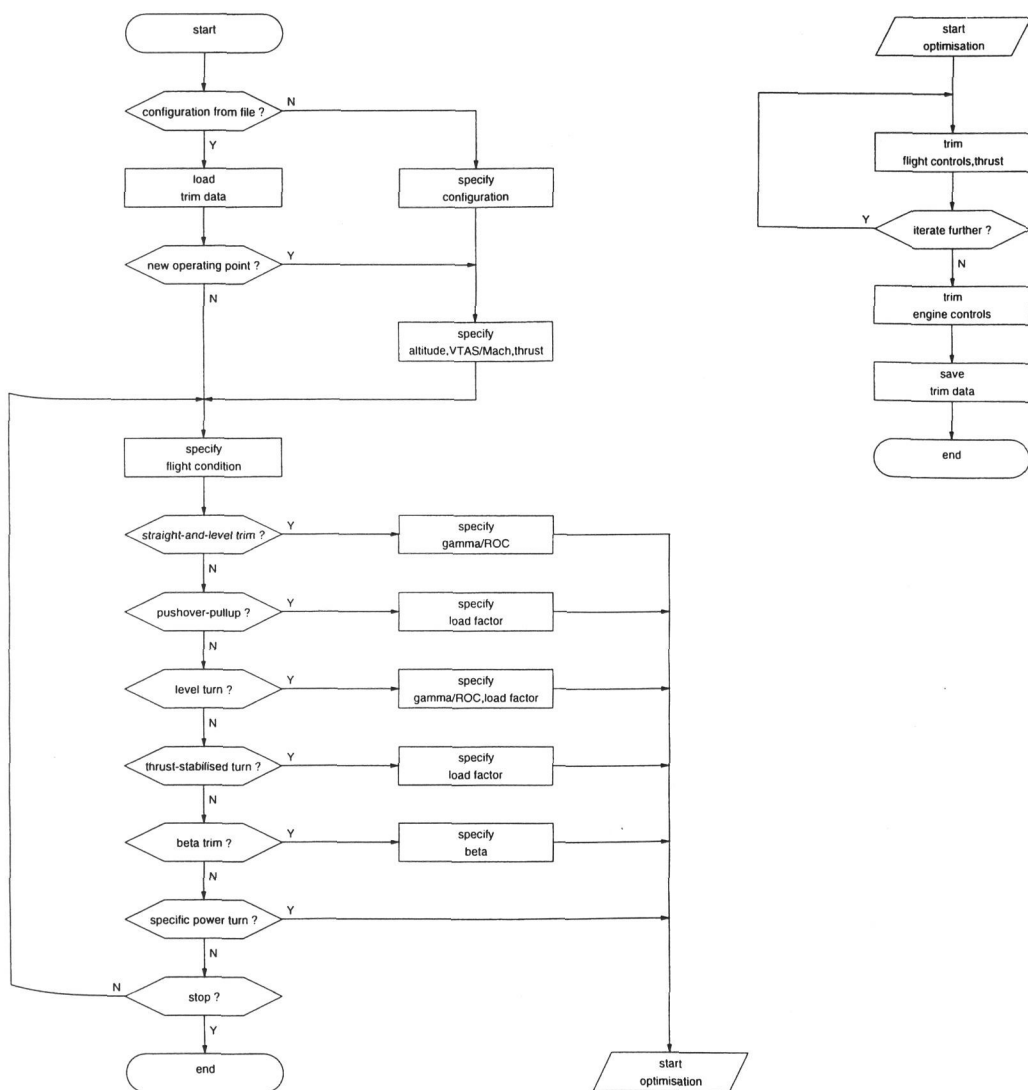 start
configuration from file ?
N
Y
load
trim data
specify
configuration
new operating point ?
Y
N
specify
altitude,VTAS/Mach,thrust
specify
flight condition
straight-and-level trim ?
Y
specify
gamma/ROC
N
pushover-pullup ?
Y
specify
load factor
N
level turn ?
Y
specify
gamma/ROC,load factor
N
thrust-stabilised turn ?
Y
specify
load factor
N
beta trim ?
Y
specify
beta
N
specific power turn ?
Y
N
stop ?
N
Y
end
start
optimisation
start
optimisation
trim
flight controls,thrust
iterate further ?
Y
N
trim
engine controls
save
trim data
end